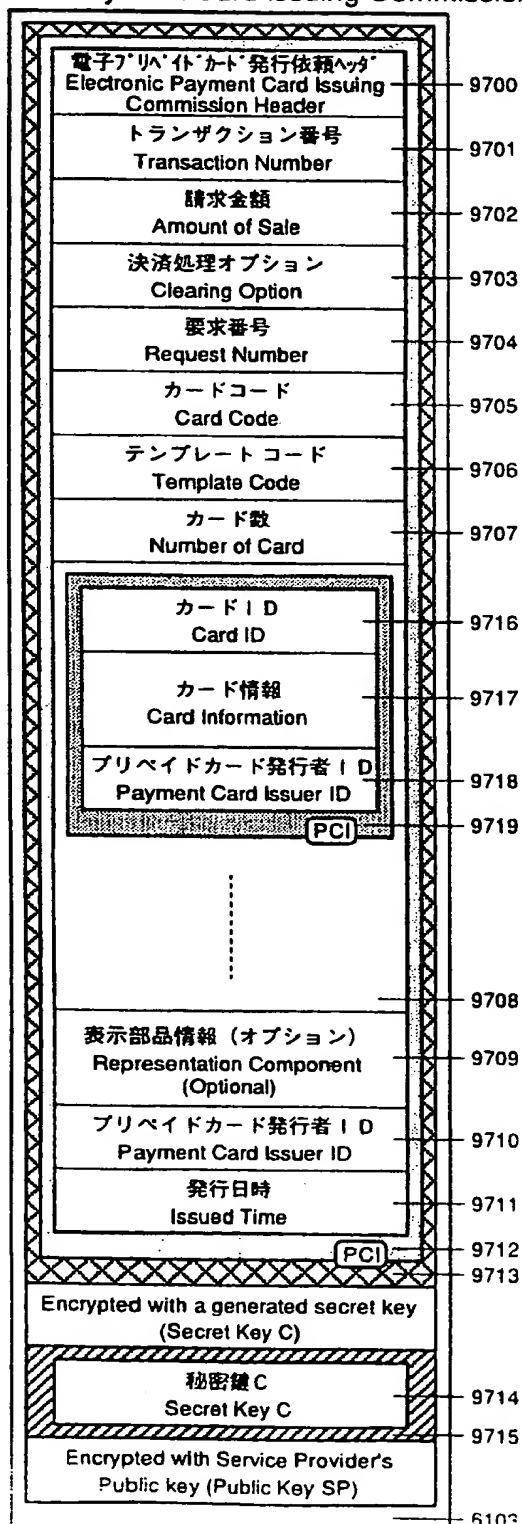 電子プリペイドカード発行依頼ヘッダ
Electronic Payment Card Issuing
Commission Header
9700
トランザクション番号
Transaction Number
9701
請求金額
Amount of Sale
9702
決済処理オプション
Clearing Option
9703
要求番号
Request Number
9704
カードコード
Card Code
9705
テンプレートコード
Template Code
9706
カード数
Number of Card
9707
カードID
Card ID
9716
カード情報
Card Information
9717
プリペイドカード発行者ID
Payment Card Issuer ID
9718
PCI
9719
9708
表示部品情報(オプション)
Representation Component
(Optional)
9709
プリペイドカード発行者ID
Payment Card Issuer ID
9710
発行日時
Issued Time
9711
PCI
9712
9713
Encrypted with a generated secret key
(Secret Key C)
秘密鍵C
Secret Key C
9714
9715
Encrypted with Service Provider's
Public key (Public Key SP)
6103